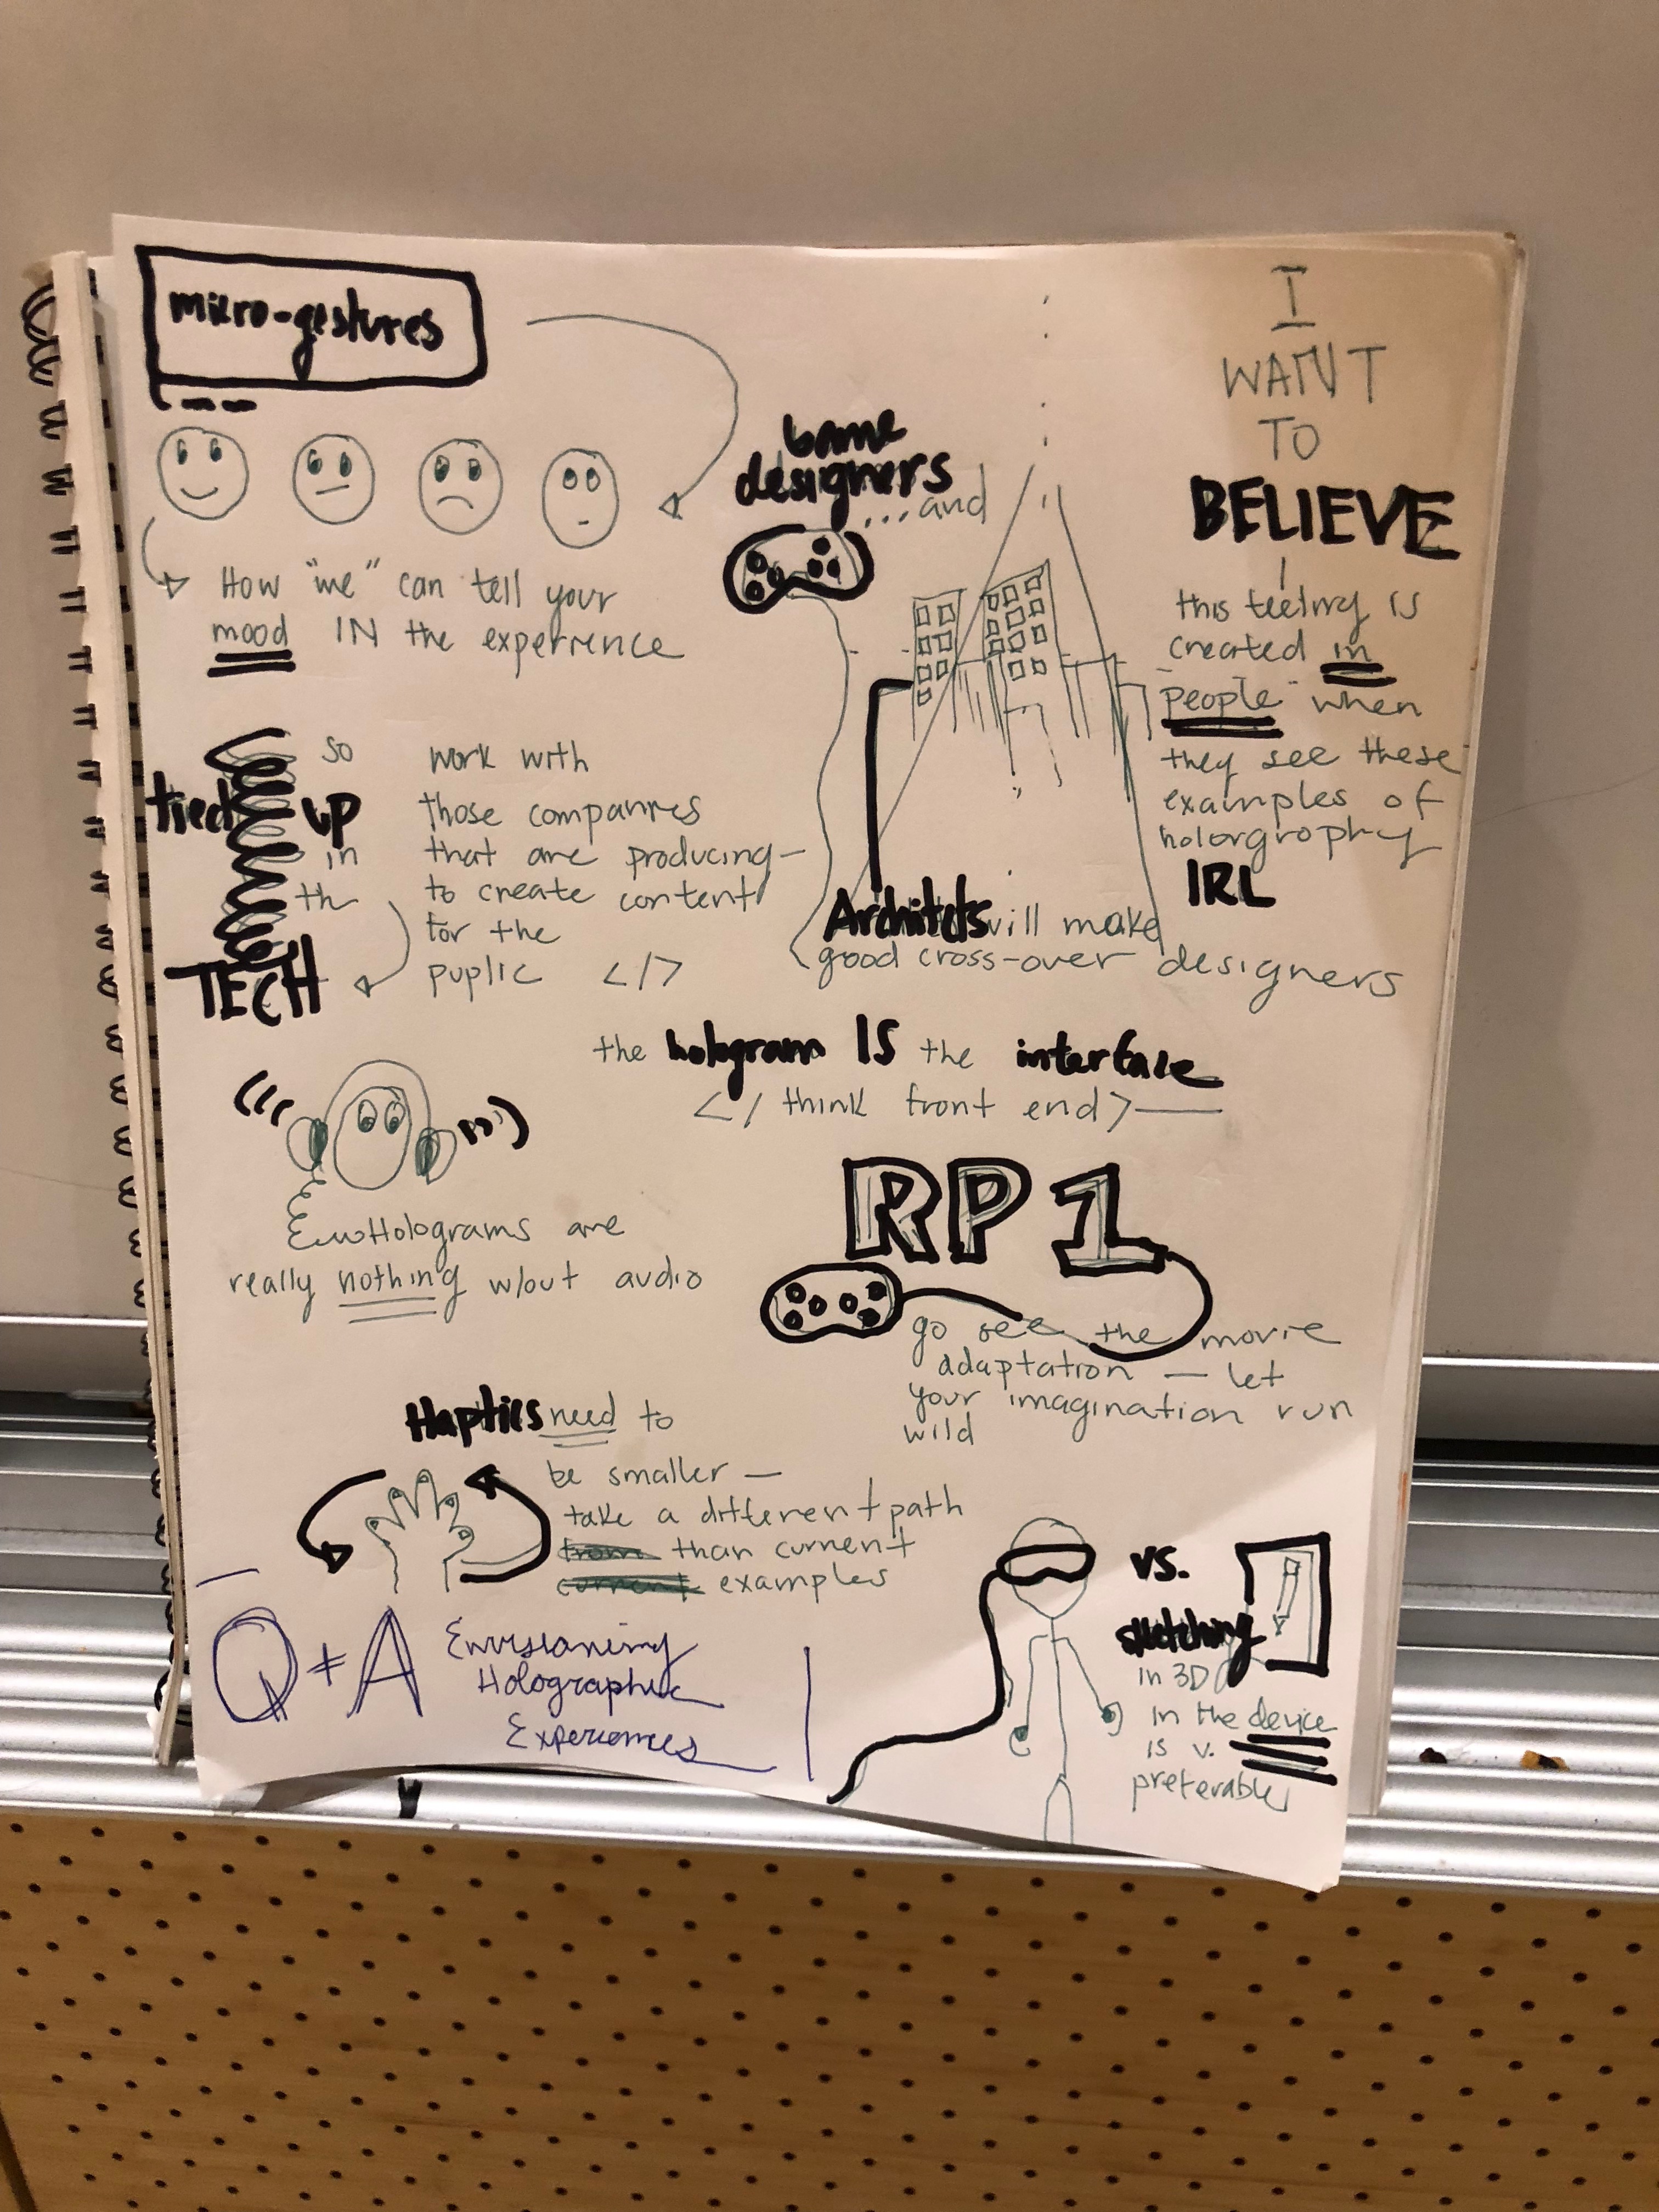 micro-gestures
How "we" can tell your
mood IN the experience
Game
designers
...and
I
WANT
TO
BELIEVE
this feeling is
created in
people when
they see these
examples of
holorgrophy
IRL
so
tied up
in
th
TECH
work with
those companies
that are producing—
to create content
for the
puplic </>
Architets will make
good cross-over designers
the hologram IS the interface
</ think front end>——
Holograms are
really nothing w/out audio
RP1
go see the movie
adaptation — let
your imagination run
wild
Haptics need to
be smaller —
take a different path
from than current
current examples
vs.
sketching
in 3D
in the device
is v.
preferable
Q + A
Envisioning
Holographic
Experiences